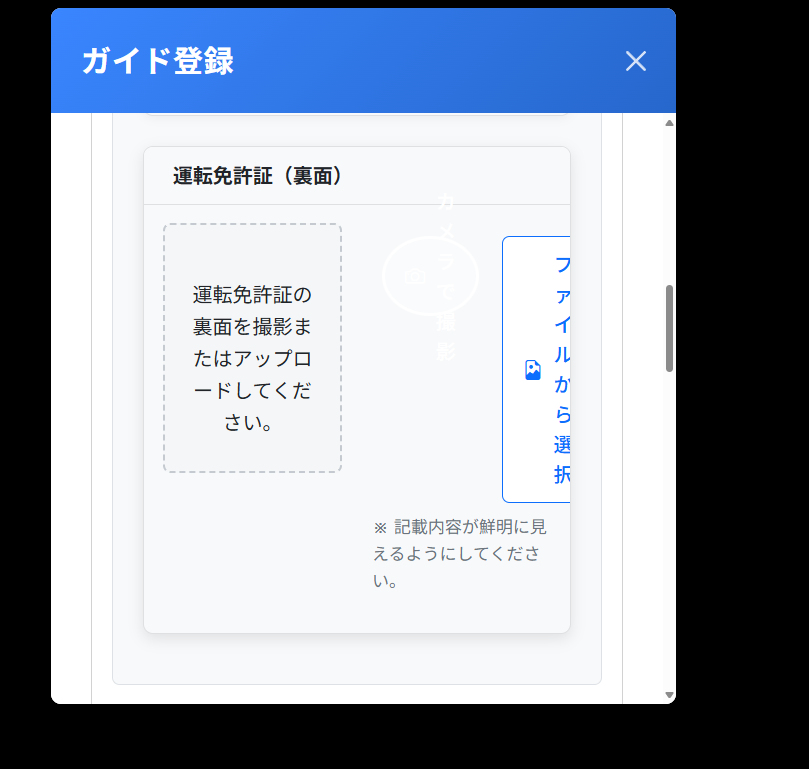 ガイド登録
運転免許証（裏面）
運転免許証の
裏面を撮影ま
たはアップロ
ードしてくだ
さい。
カ
メ
ラ
で
撮
影
フ
ァ
イ
ル
か
ら
選
択
※ 記載内容が鮮明に見
えるようにしてくださ
い。